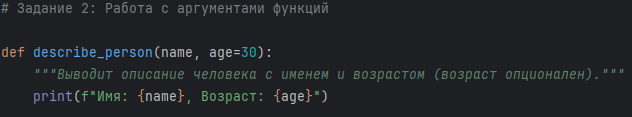 # Задание 2: Работа с аргументами функций
def describe_person(name, age=30):
"""Выводит описание человека с именем и возрастом (возраст опционален)."""
print(f"Имя: {name}, Возраст: {age}")